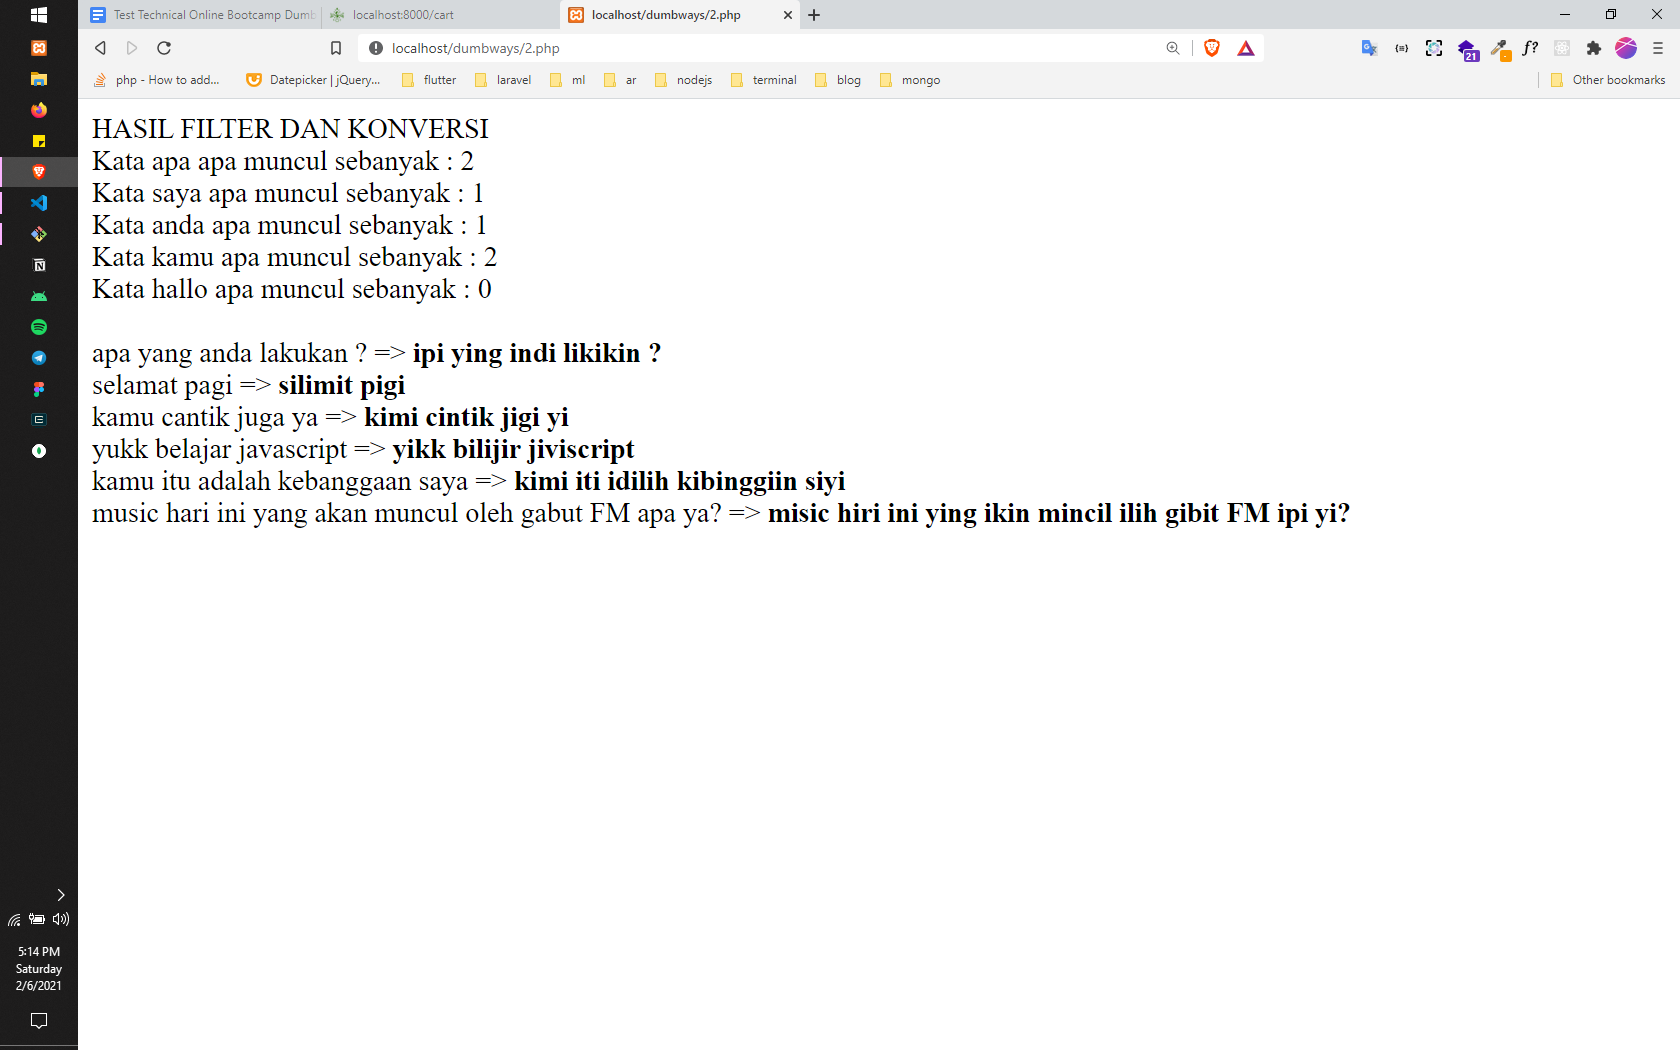 Test Technical Online Bootcamp Dumb
localhost:8000/cart
localhost/dumbways/2.php
localhost/dumbways/2.php
21
f?
php - How to add...
Datepicker | jQuery...
flutter
laravel
ml
ar
nodejs
terminal
blog
mongo
Other bookmarks
HASIL FILTER DAN KONVERSI
Kata apa apa muncul sebanyak : 2
Kata saya apa muncul sebanyak : 1
Kata anda apa muncul sebanyak : 1
Kata kamu apa muncul sebanyak : 2
Kata hallo apa muncul sebanyak : 0
apa yang anda lakukan ? => ipi ying indi likikin ?
selamat pagi => silimit pigi
kamu cantik juga ya => kimi cintik jigi yi
yukk belajar javascript => yikk bilijir jiviscript
kamu itu adalah kebanggaan saya => kimi iti idilih kibinggiin siyi
music hari ini yang akan muncul oleh gabut FM apa ya? => misic hiri ini ying ikin mincil ilih gibit FM ipi yi?
5:14 PM
Saturday
2/6/2021